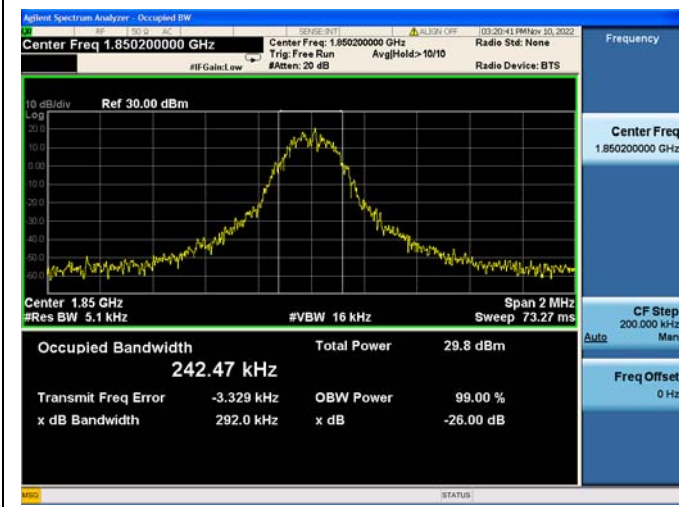 Agilent Spectrum Analyzer - Occupied BW
RF 50 Ω AC SENSE:INT ALIGN OFF 03:20:41 PM Nov 10, 2022
Center Freq 1.850200000 GHz Center Freq: 1.850200000 GHz Radio Std: None Frequency
Trig: Free Run Avg|Hold:>10/10
#IFGain:Low #Atten: 20 dB Radio Device: BTS
10 dB/div Ref 30.00 dBm
Log
20.0
10.0
0.00
-10.0
-20.0
-30.0
-40.0
-50.0
-60.0
Center Freq
1.850200000 GHz
Center 1.85 GHz Span 2 MHz
#Res BW 5.1 kHz #VBW 16 kHz Sweep 73.27 ms
CF Step
200.000 kHz
Auto Man
Occupied Bandwidth Total Power 29.8 dBm
242.47 kHz
Transmit Freq Error -3.329 kHz OBW Power 99.00 %
x dB Bandwidth 292.0 kHz x dB -26.00 dB
Freq Offset
0 Hz
MSG STATUS